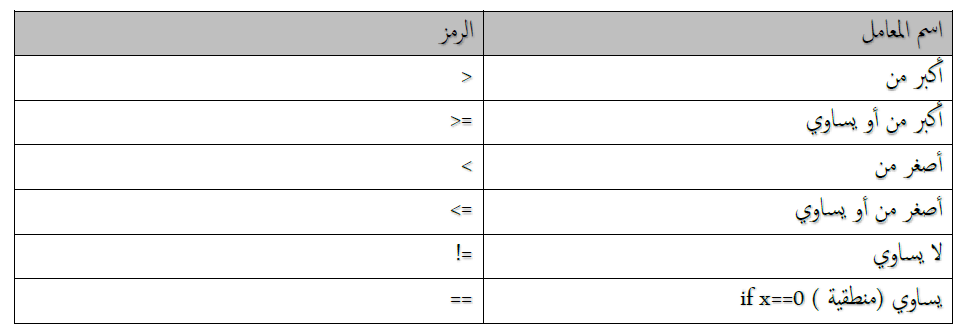 اسم المعامل الرمز
أكبر من >
أكبر من أو يساوي >=
أصغر من <
أصغر من أو يساوي <=
لا يساوي !=
يساوي (منطقية ) if x==0 ==